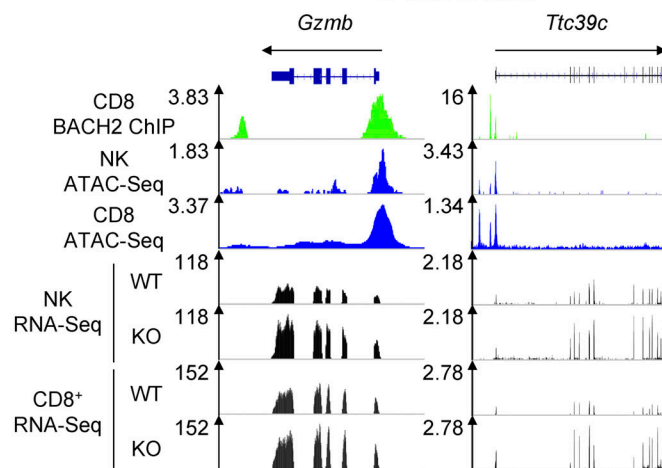 Gzmb Ttc39c
CD8 3.83 16
BACH2 ChIP
NK 1.83 3.43
ATAC-Seq
CD8 3.37 1.34
ATAC-Seq
118 2.18
WT
NK
RNA-Seq
118 2.18
KO
152 2.78
WT
CD8⁺
RNA-Seq
152 2.78
KO